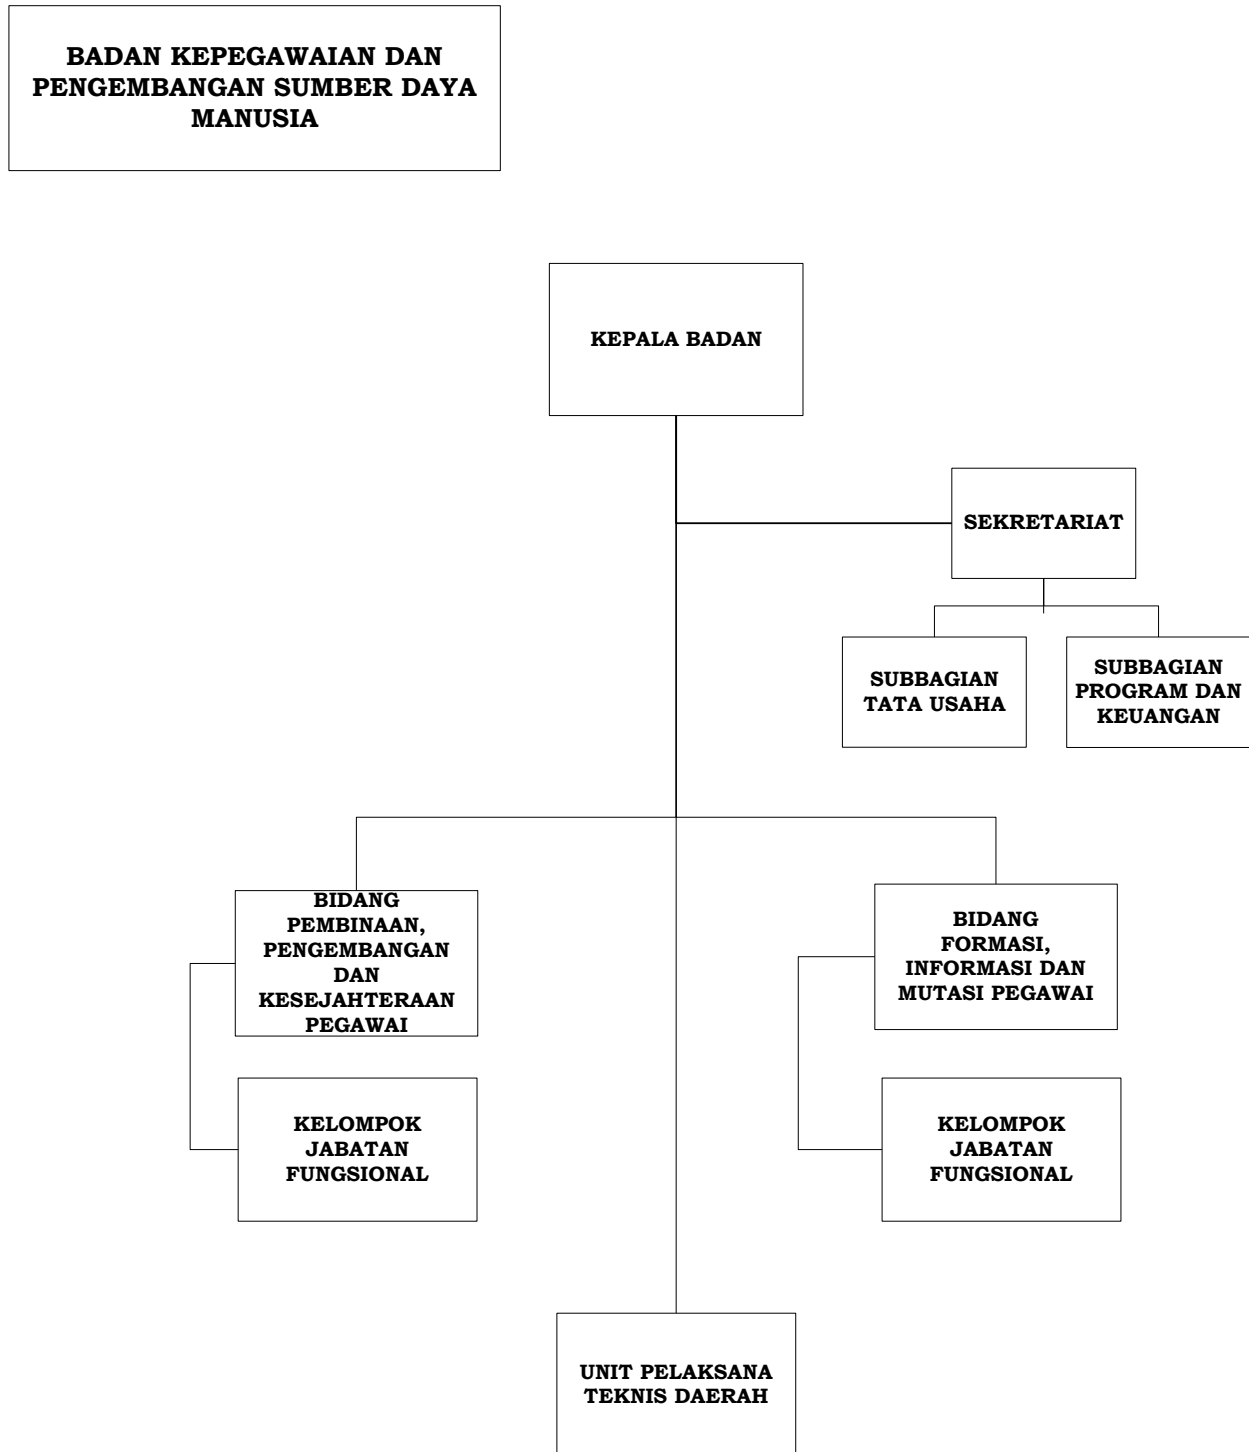 BADAN KEPEGAWAIAN DAN
PENGEMBANGAN SUMBER DAYA
MANUSIA
KEPALA BADAN
SEKRETARIAT
SUBBAGIAN
TATA USAHA
SUBBAGIAN
PROGRAM DAN
KEUANGAN
BIDANG
PEMBINAAN,
PENGEMBANGAN
DAN
KESEJAHTERAAN
PEGAWAI
BIDANG
FORMASI,
INFORMASI DAN
MUTASI PEGAWAI
KELOMPOK
JABATAN
FUNGSIONAL
KELOMPOK
JABATAN
FUNGSIONAL
UNIT PELAKSANA
TEKNIS DAERAH